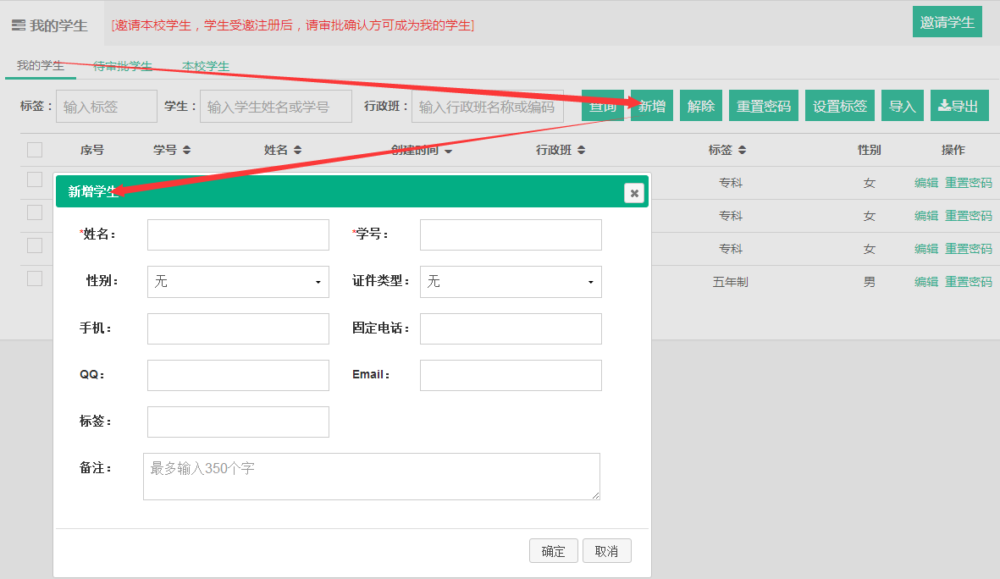 我的学生 [邀请本校学生，学生受邀注册后，请审批确认方可成为我的学生] 邀请学生
我的学生 待审批学生 本校学生
标签： 输入标签 学生： 输入学生姓名或学号 行政班： 输入行政班名称或编码 查询 新增 解除 重置密码 设置标签 导入 导出
序号 学号 姓名 创建时间 行政班 标签 性别 操作
专科 女 编辑 重置密码
专科 女 编辑 重置密码
专科 女 编辑 重置密码
五年制 男 编辑 重置密码
新增学生
*姓名： *学号：
性别： 无 证件类型： 无
手机： 固定电话：
QQ： Email：
标签：
备注： 最多输入350个字
确定 取消